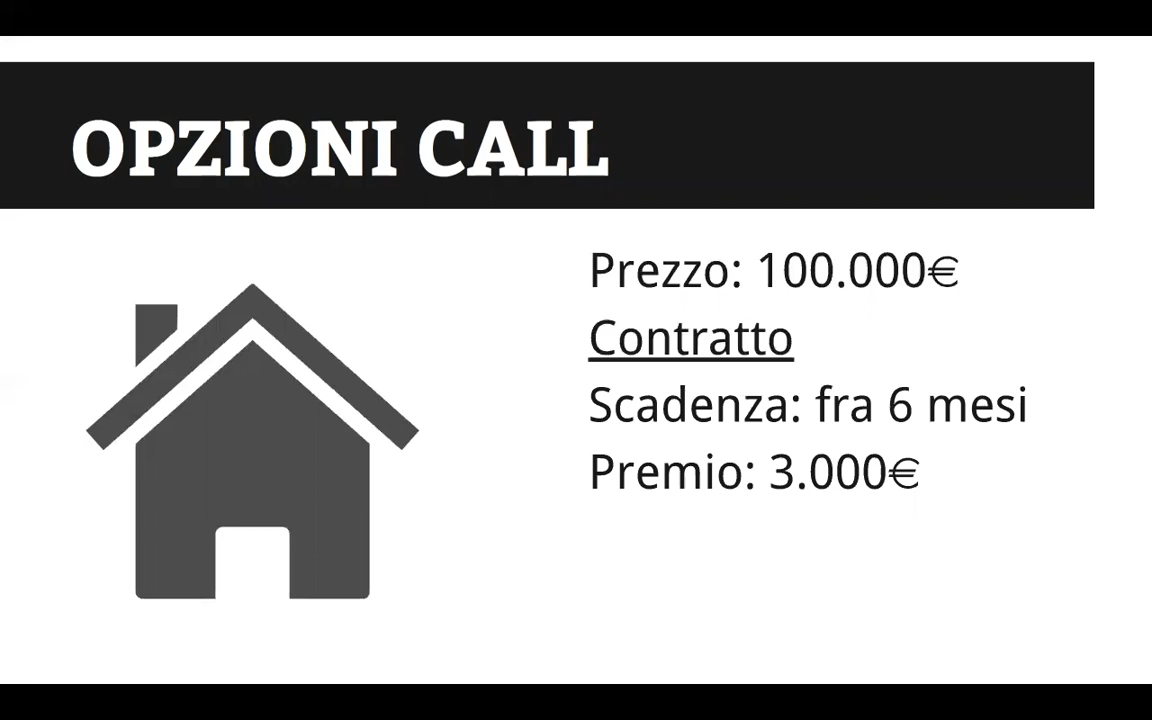 OPZIONI CALL
Prezzo: 100.000€
Contratto
Scadenza: fra 6 mesi
Premio: 3.000€